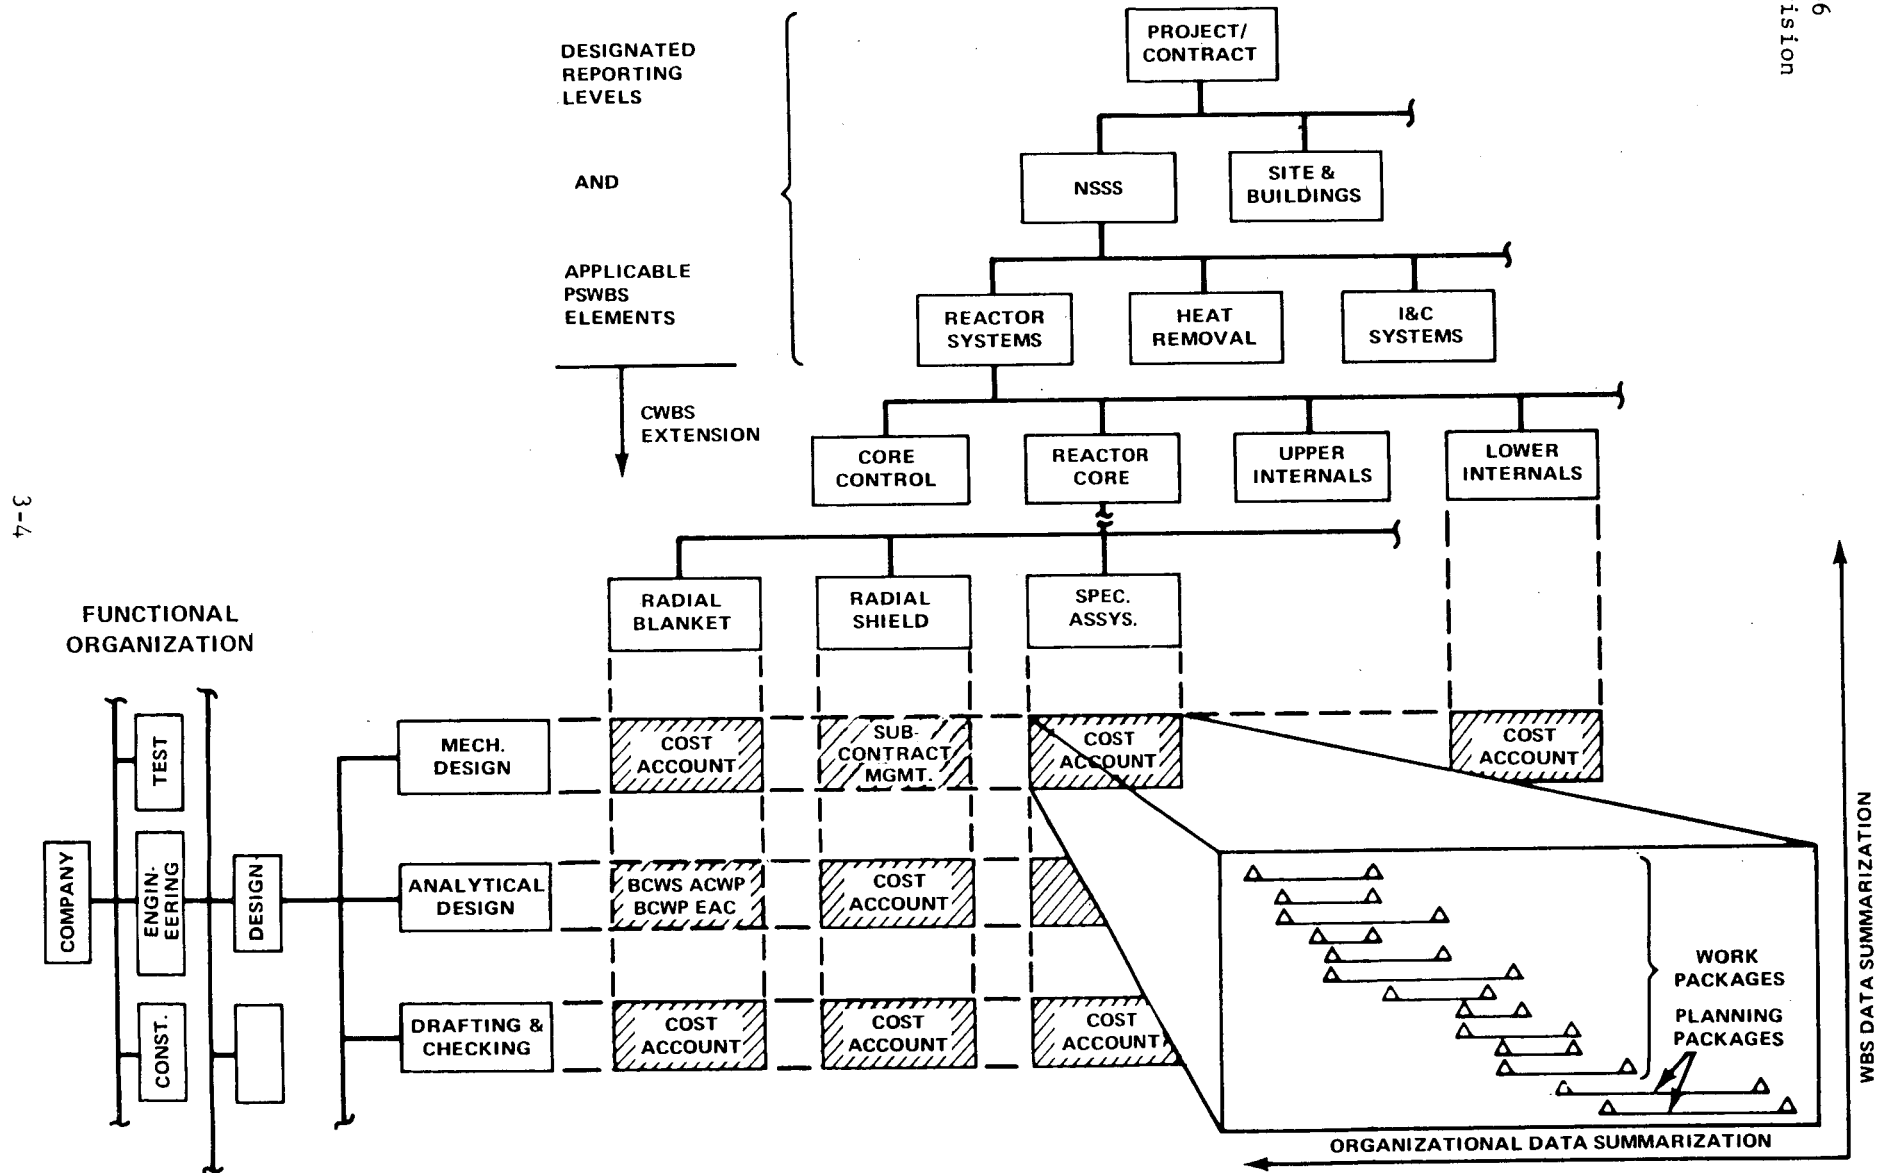 6
ision
PROJECT/
CONTRACT
DESIGNATED
REPORTING
LEVELS
AND
APPLICABLE
PSWBS
ELEMENTS
NSSS
SITE &
BUILDINGS
REACTOR
SYSTEMS
HEAT
REMOVAL
I&C
SYSTEMS
CWBS
EXTENSION
CORE
CONTROL
REACTOR
CORE
UPPER
INTERNALS
LOWER
INTERNALS
3-4
RADIAL
BLANKET
RADIAL
SHIELD
SPEC.
ASSYS.
FUNCTIONAL
ORGANIZATION
COMPANY
TEST
ENGIN-
EERING
CONST.
DESIGN
MECH.
DESIGN
COST
ACCOUNT
SUB-
CONTRACT
MGMT.
COST
ACCOUNT
COST
ACCOUNT
ANALYTICAL
DESIGN
BCWS ACWP
BCWP EAC
COST
ACCOUNT
DRAFTING &
CHECKING
COST
ACCOUNT
COST
ACCOUNT
COST
ACCOUNT
WORK
PACKAGES
PLANNING
PACKAGES
WBS DATA SUMMARIZATION
ORGANIZATIONAL DATA SUMMARIZATION